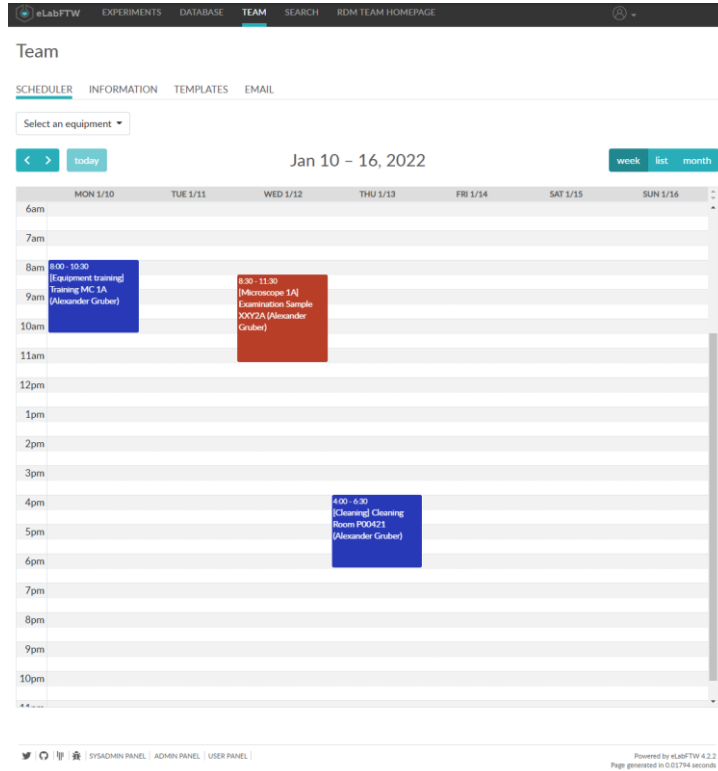 eLabFTW EXPERIMENTS DATABASE TEAM SEARCH RDM TEAM HOMEPAGE
Team
SCHEDULER INFORMATION TEMPLATES EMAIL
Select an equipment
today
Jan 10 – 16, 2022
week list month
MON 1/10 TUE 1/11 WED 1/12 THU 1/13 FRI 1/14 SAT 1/15 SUN 1/16
6am
7am
8am
8:00 - 10:30
[Equipment training]
Training MC 1A
(Alexander Gruber)
8:30 - 11:30
[Microscope 1A]
Examination Sample
XXY2A (Alexander
Gruber)
9am
10am
11am
12pm
1pm
2pm
3pm
4pm
4:00 - 6:30
[Cleaning] Cleaning
Room P00421
(Alexander Gruber)
5pm
6pm
7pm
8pm
9pm
10pm
SYSADMIN PANEL | ADMIN PANEL | USER PANEL |
Powered by eLabFTW 4.2.2
Page generated in 0.01794 seconds